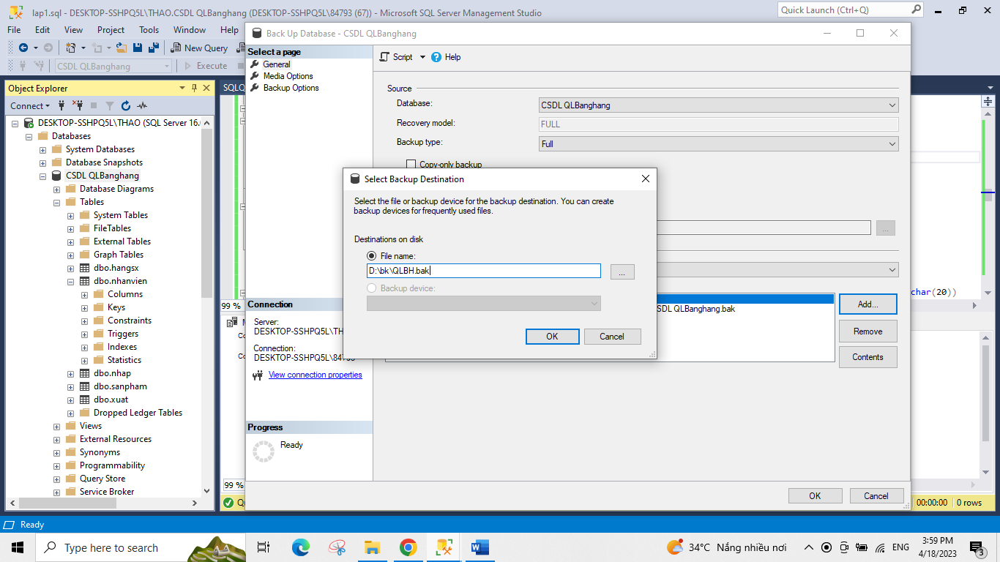 lap1.sql - DESKTOP-SSHPQ5L\THAO.CSDL QLBanghang (DESKTOP-SSHPQ5L\84793 (67)) - Microsoft SQL Server Management Studio
Quick Launch (Ctrl+Q)
File Edit View Project Tools Window Help
New Query
CSDL QLBanghang
Execute
Object Explorer
Connect
DESKTOP-SSHPQ5L\THAO (SQL Server 16.
Databases
System Databases
Database Snapshots
CSDL QLBanghang
Database Diagrams
Tables
System Tables
FileTables
External Tables
Graph Tables
dbo.hangsx
dbo.nhanvien
Columns
Keys
Constraints
Triggers
Indexes
Statistics
dbo.nhap
dbo.sanpham
dbo.xuat
Dropped Ledger Tables
Views
External Resources
Synonyms
Programmability
Query Store
Service Broker
SQLQ
99 %
char(20))
99 %
00:00:00
0 rows
Back Up Database - CSDL QLBanghang
Select a page
General
Media Options
Backup Options
Script
Help
Source
Database:
CSDL QLBanghang
Recovery model:
FULL
Backup type:
Full
Copy-only backup
SDL QLBanghang.bak
Add...
Remove
Contents
Connection
Server:
DESKTOP-SSHPQ5L\TH
Connection:
DESKTOP-SSHPQ5L\84793
View connection properties
Progress
Ready
OK
Cancel
Select Backup Destination
Select the file or backup device for the backup destination. You can create
backup devices for frequently used files.
Destinations on disk
File name:
D:\bk\QLBH.bak
...
Backup device:
OK
Cancel
Ready
Type here to search
34°C Nắng nhiều nơi
ENG
3:59 PM
4/18/2023
3